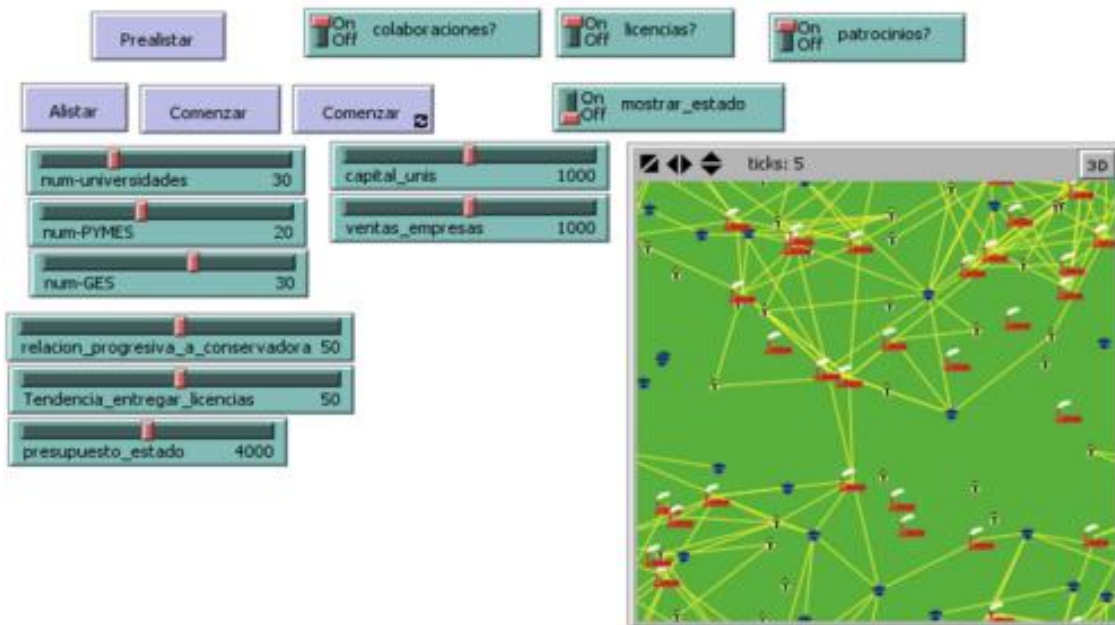 Prealistar
On
Off
colaboraciones?
On
Off
licencias?
On
Off
patrocinios?
Alistar
Comenzar
Comenzar
On
Off
mostrar_estado
num-universidades 30
capital_unis 1000
num-PYMES 20
ventas_empresas 1000
num-GES 30
ticks: 5
3D
relacion_progresiva_a_conservadora 50
Tendencia_entregar_licencias 50
presupuesto_estado 4000